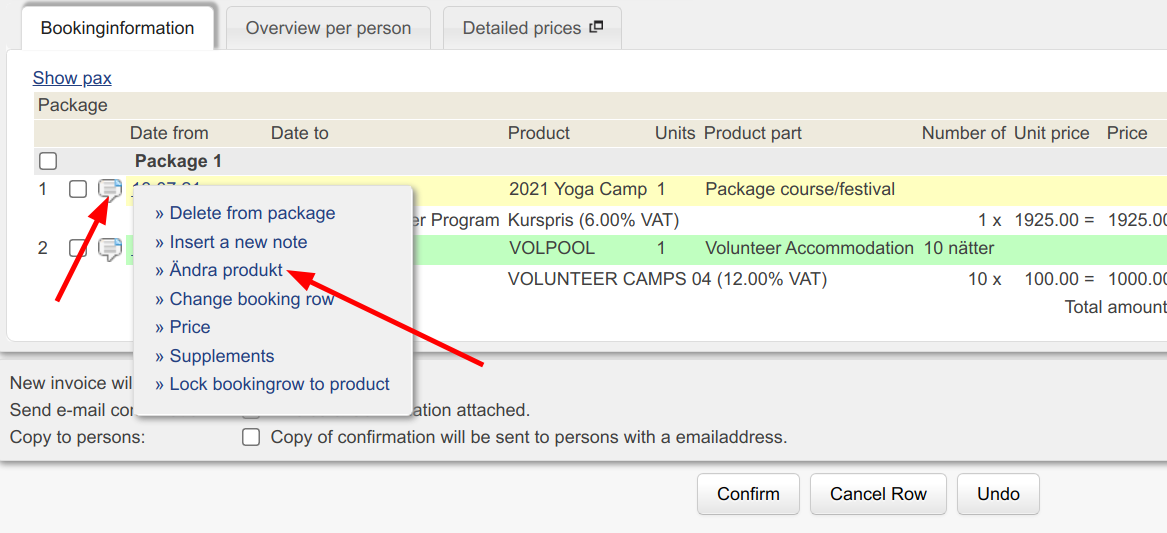 Bookinginformation Overview per person Detailed prices
Show pax
Package
Date from Date to Product Units Product part Number of Unit price Price
Package 1
1 2021 Yoga Camp 1 Package course/festival
» Delete from package
er Program Kurspris (6.00% VAT) 1 x 1925.00 = 1925.00
» Insert a new note
2 VOLPOOL 1 Volunteer Accommodation 10 nätter
» Ändra produkt
VOLUNTEER CAMPS 04 (12.00% VAT) 10 x 100.00 = 1000.00
» Change booking row
Total amount
» Price
» Supplements
» Lock bookingrow to product
New invoice wil
Send e-mail cor ation attached.
Copy to persons: Copy of confirmation will be sent to persons with a emailaddress.
Confirm Cancel Row Undo